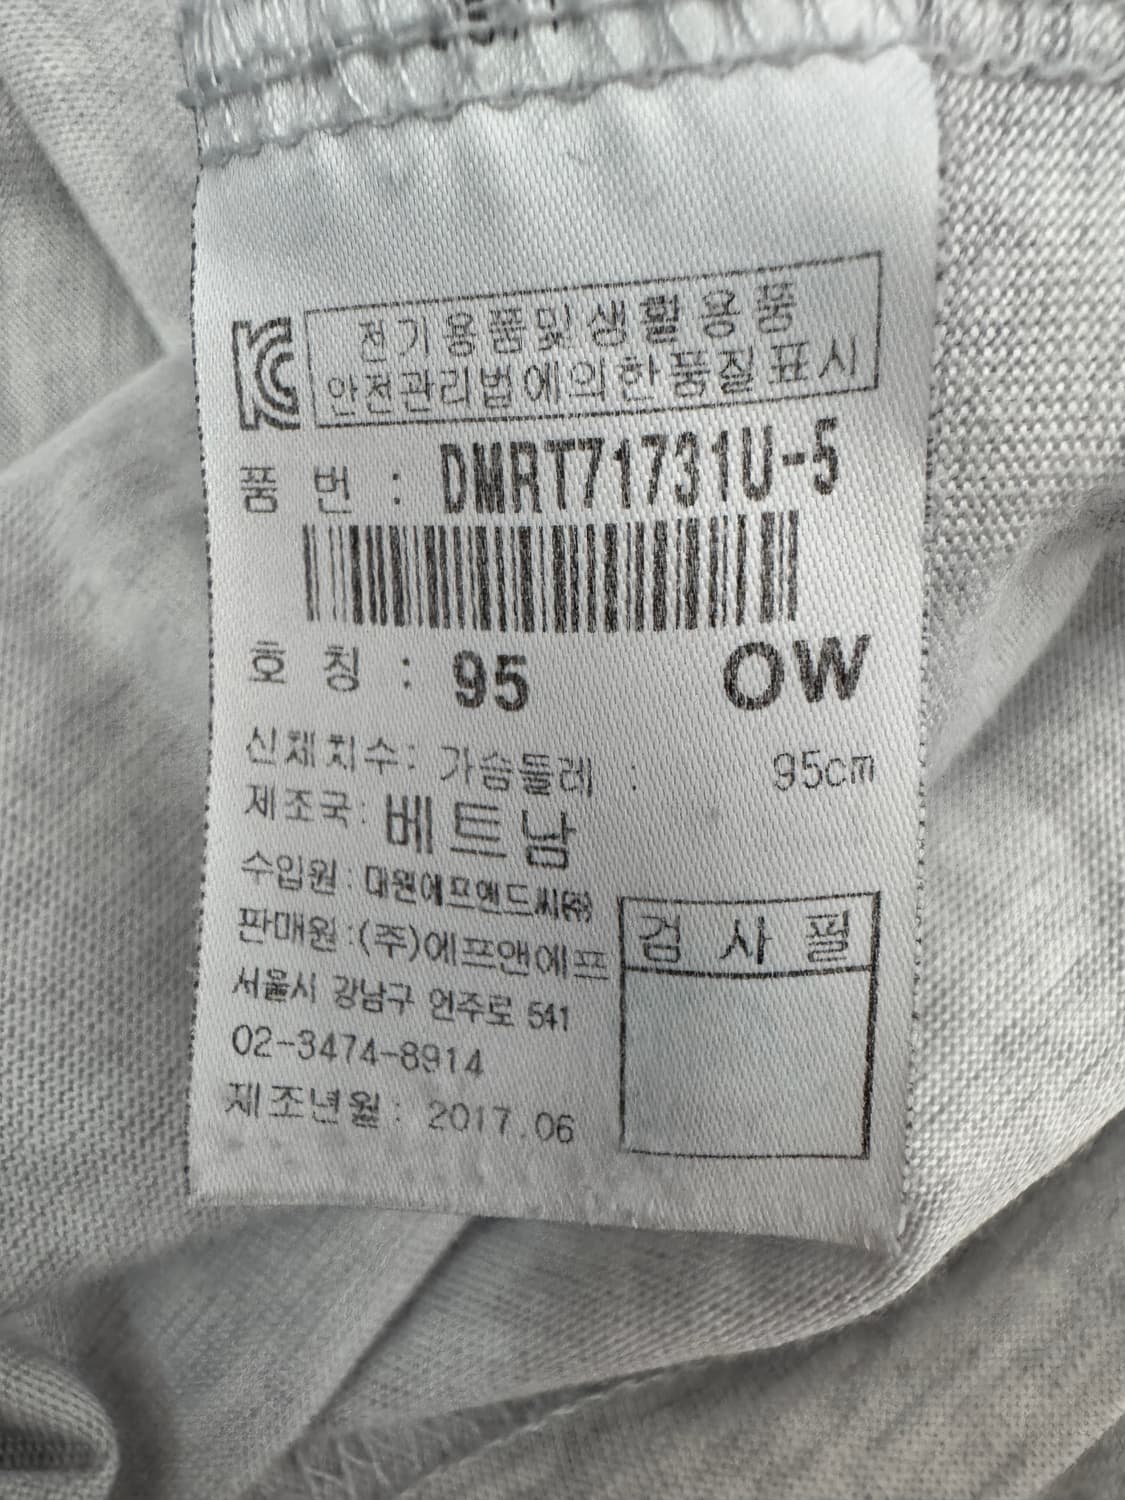 전기용품및생활용품
안전관리법에의한품질표시
품 번 : DMRT71731U-5
호 칭 : 95 OW
신체치수: 가슴둘레 : 95cm
제조국: 베트남
수입원: 대원에프앤드씨(주)
판매원:(주)에프앤에프
검 사 필
서울시 강남구 언주로 541
02-3474-8914
제조년월: 2017.06